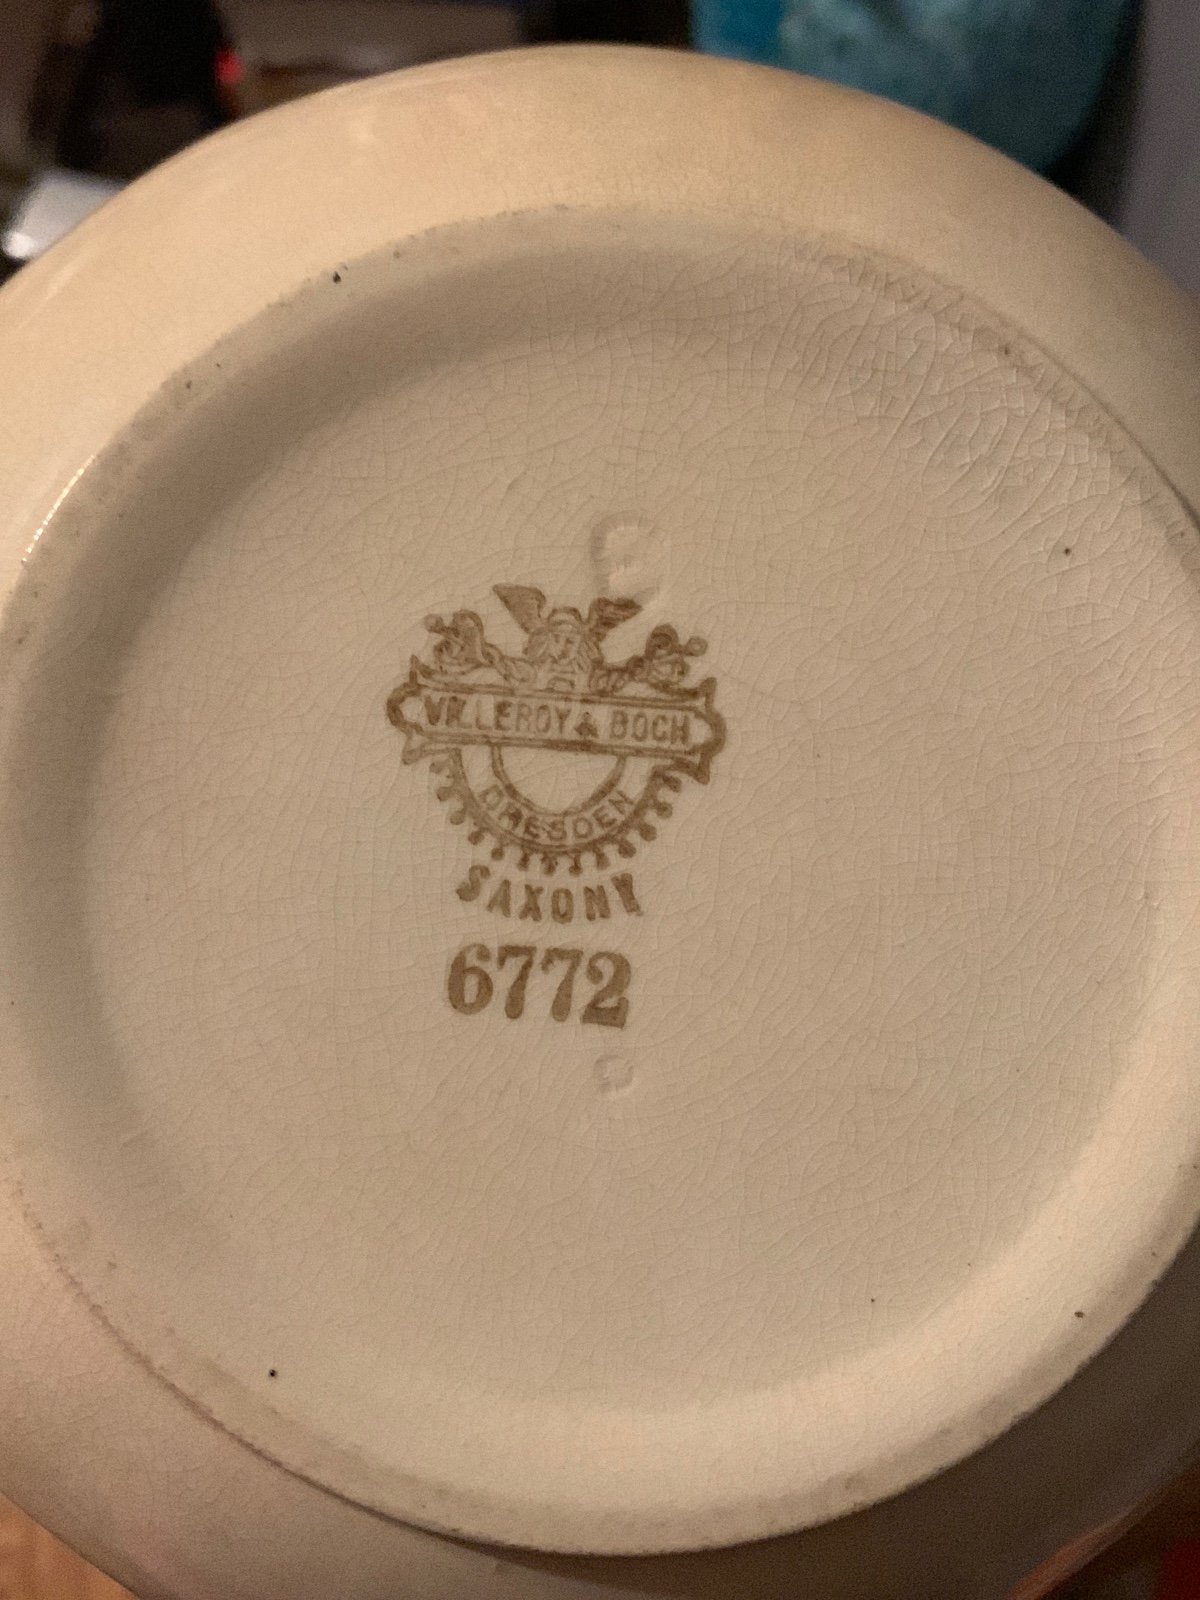 VILLEROY & BOCH
DRESDEN
SAXONY
6772